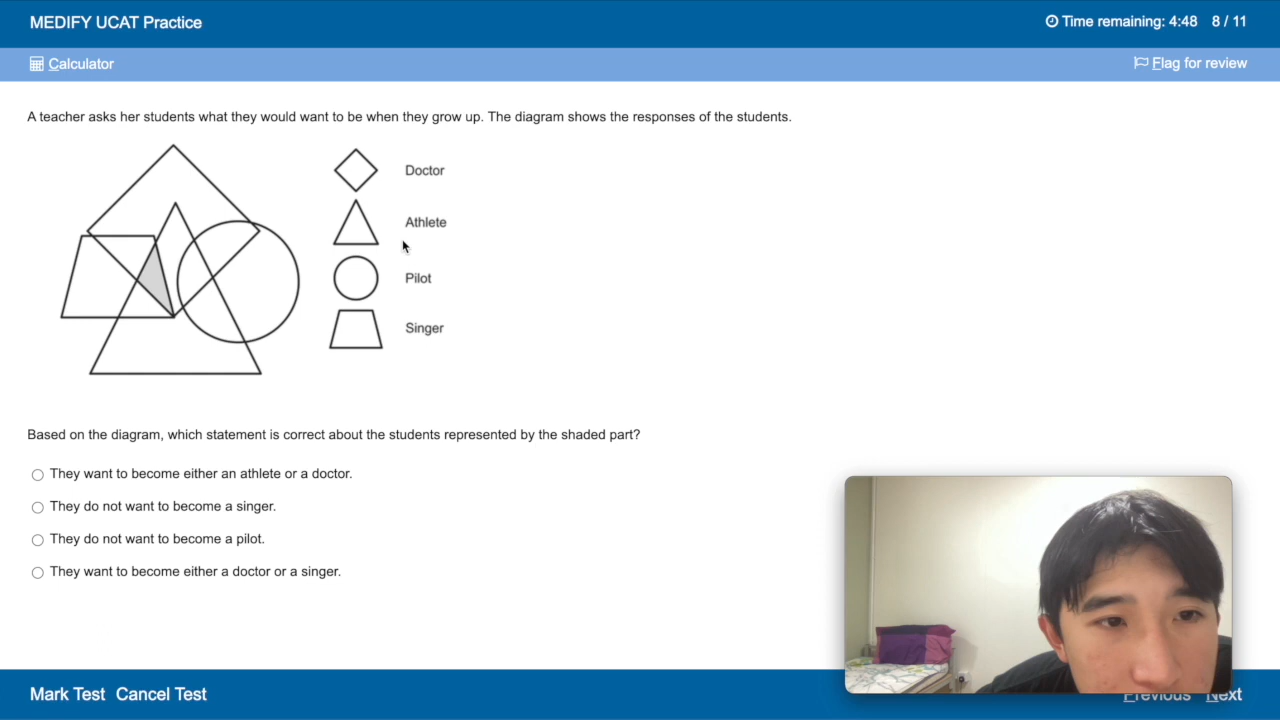 MEDIFY UCAT Practice
Time remaining: 4:48 8 / 11
Calculator
Flag for review
A teacher asks her students what they would want to be when they grow up. The diagram shows the responses of the students.
Doctor
Athlete
Pilot
Singer
Based on the diagram, which statement is correct about the students represented by the shaded part?
They want to become either an athlete or a doctor.
They do not want to become a singer.
They do not want to become a pilot.
They want to become either a doctor or a singer.
Mark Test Cancel Test
Previous Next